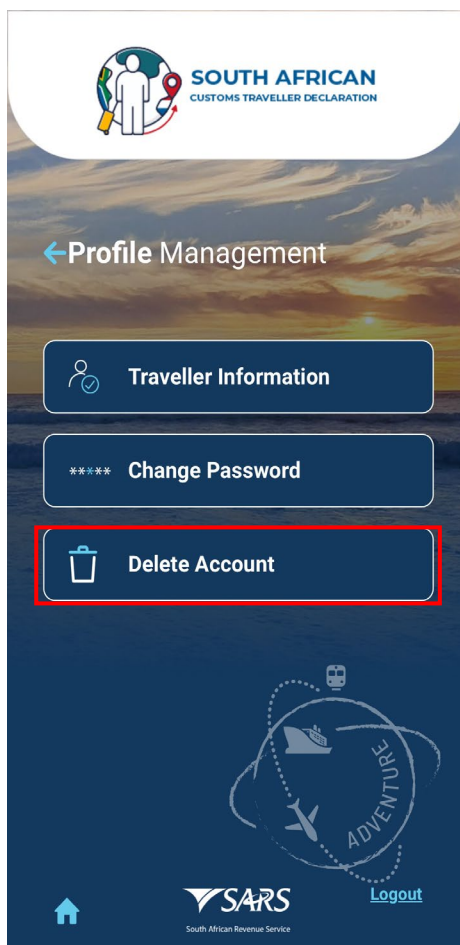 SOUTH AFRICAN
CUSTOMS TRAVELLER DECLARATION
Profile Management
Traveller Information
***** Change Password
Delete Account
ADVENTURE
SARS
South African Revenue Service
Logout